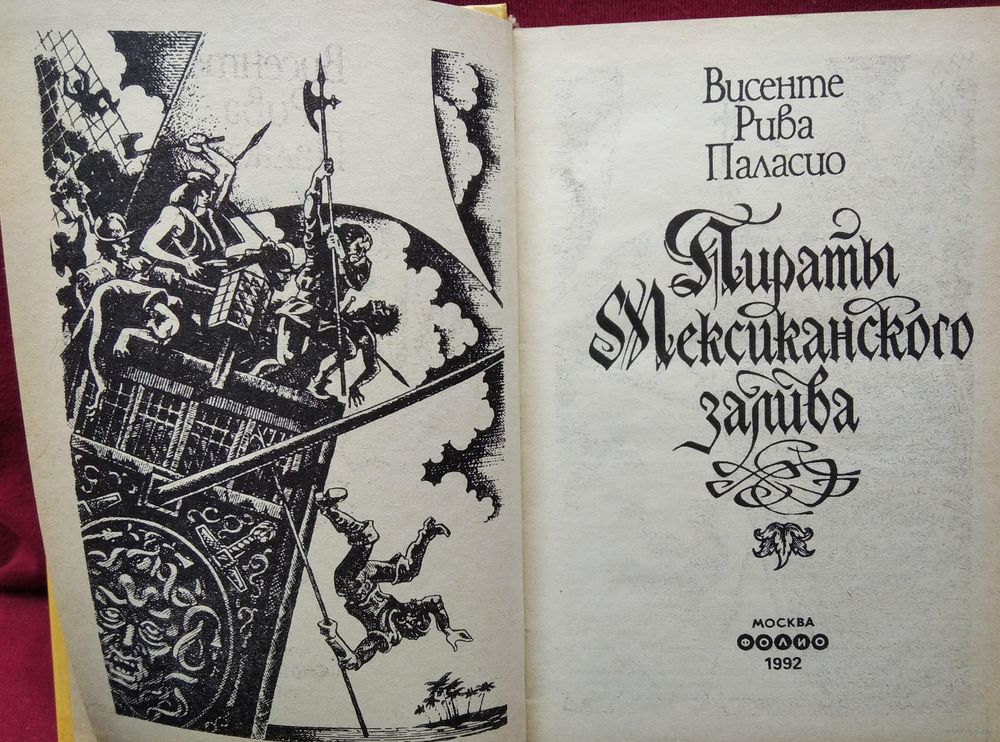 Висенте
Рива
Паласио
Пираты
Мексиканского
залива
МОСКВА
ФОЛИО
1992